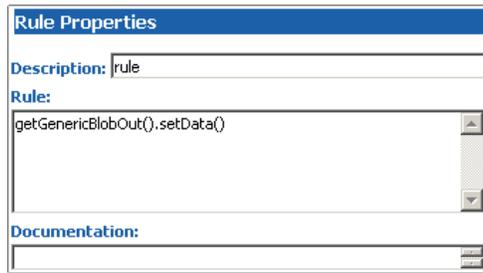 Rule Properties
Description: rule
Rule:
getGenericBlobOut().setData()
Documentation: